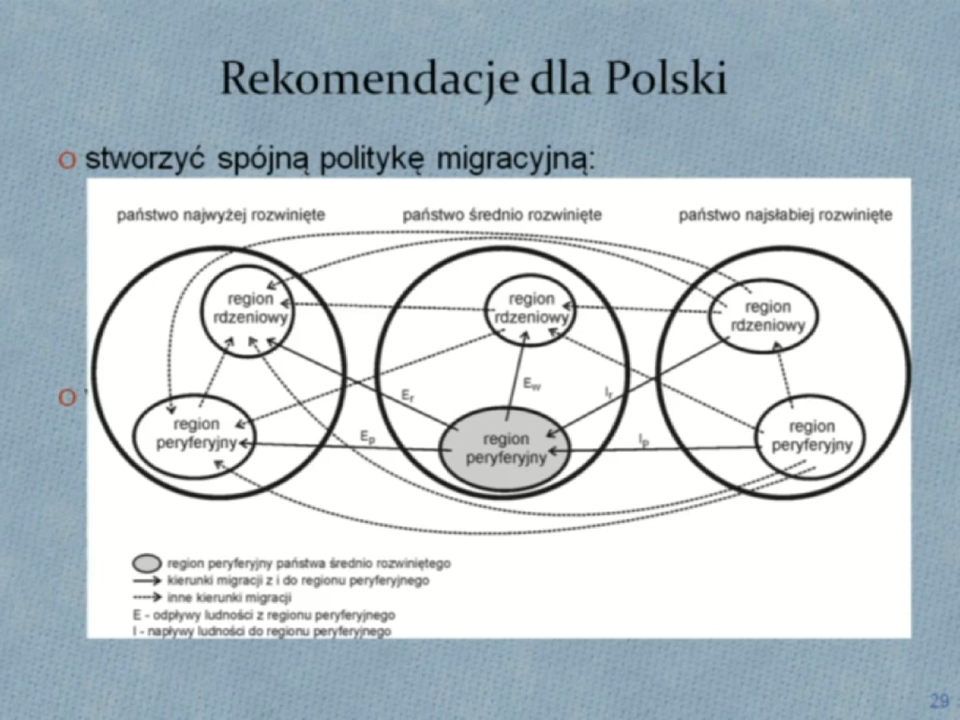 Rekomendacje dla Polski
o stworzyć spójną politykę migracyjną:
państwo najwyżej rozwinięte
państwo średnio rozwinięte
państwo najsłabiej rozwinięte
region
rdzeniowy
region
rdzeniowy
region
rdzeniowy
Er
Ew
Ir
region
peryferyjny
Ep
region
peryferyjny
Ip
region
peryferyjny
o
region peryferyjny państwa średnio rozwiniętego
kierunki migracji z i do regionu peryferyjnego
inne kierunki migracji
E - odpływy ludności z regionu peryferyjnego
I - napływy ludności do regionu peryferyjnego
29